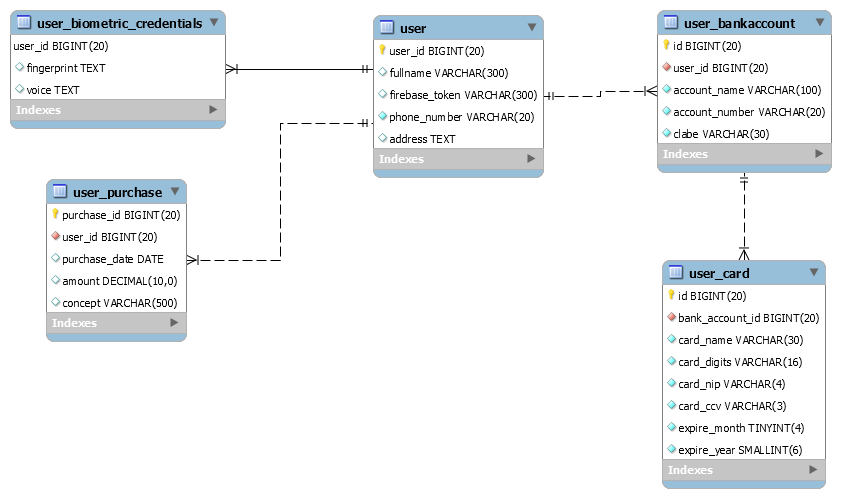 user_biometric_credentials
user_id BIGINT(20)
fingerprint TEXT
voice TEXT
Indexes
user
user_id BIGINT(20)
fullname VARCHAR(300)
firebase_token VARCHAR(300)
phone_number VARCHAR(20)
address TEXT
Indexes
user_bankaccount
id BIGINT(20)
user_id BIGINT(20)
account_name VARCHAR(100)
account_number VARCHAR(20)
clabe VARCHAR(30)
Indexes
user_purchase
purchase_id BIGINT(20)
user_id BIGINT(20)
purchase_date DATE
amount DECIMAL(10,0)
concept VARCHAR(500)
Indexes
user_card
id BIGINT(20)
bank_account_id BIGINT(20)
card_name VARCHAR(30)
card_digits VARCHAR(16)
card_nip VARCHAR(4)
card_ccv VARCHAR(3)
expire_month TINYINT(4)
expire_year SMALLINT(6)
Indexes